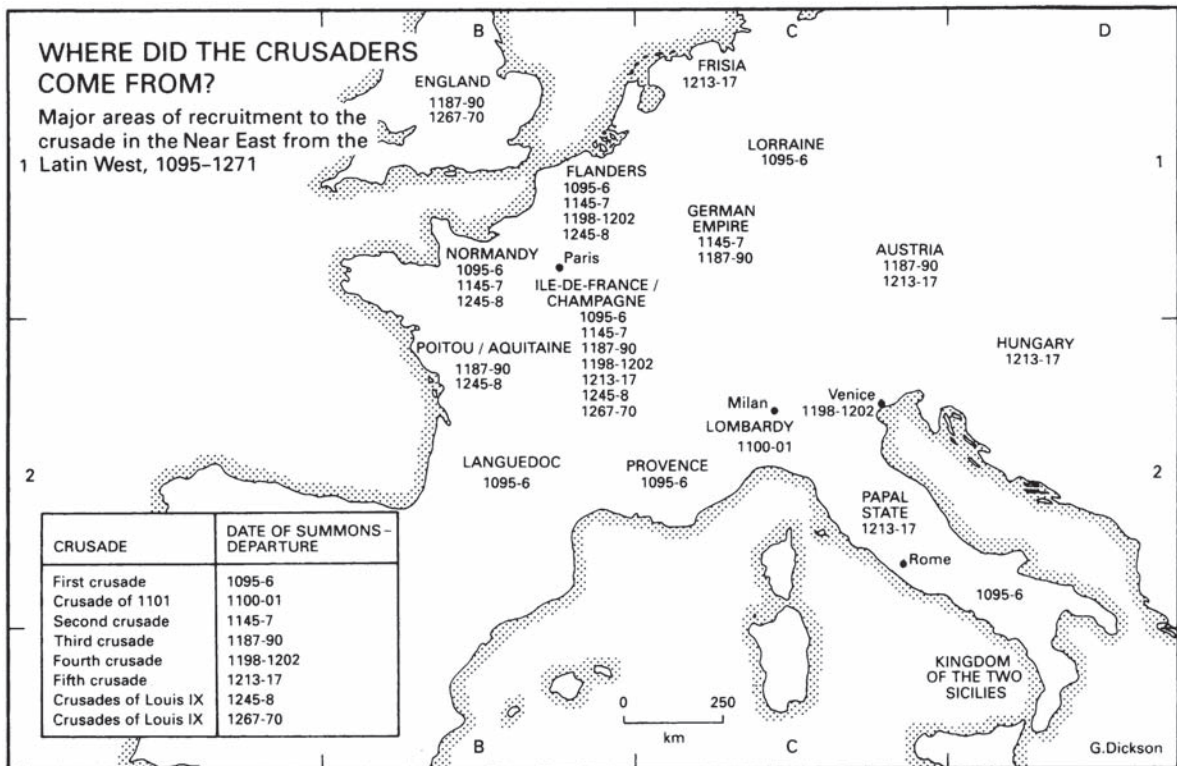 B
C
D
WHERE DID THE CRUSADERS
COME FROM?
Major areas of recruitment to the
crusade in the Near East from the
Latin West, 1095–1271
1
1
ENGLAND
1187-90
1267-70
FRISIA
1213-17
LORRAINE
1095-6
FLANDERS
1095-6
1145-7
1198-1202
1245-8
GERMAN
EMPIRE
1145-7
1187-90
NORMANDY
1095-6
1145-7
1245-8
Paris
ILE-DE-FRANCE /
CHAMPAGNE
1095-6
1145-7
1187-90
1198-1202
1213-17
1245-8
1267-70
AUSTRIA
1187-90
1213-17
POITOU / AQUITAINE
1187-90
1245-8
HUNGARY
1213-17
Milan
LOMBARDY
1100-01
Venice
1198-1202
2
2
LANGUEDOC
1095-6
PROVENCE
1095-6
PAPAL
STATE
1213-17
Rome
1095-6
KINGDOM
OF THE TWO
SICILIES
CRUSADE DATE OF SUMMONS –
DEPARTURE
First crusade 1095-6
Crusade of 1101 1100-01
Second crusade 1145-7
Third crusade 1187-90
Fourth crusade 1198-1202
Fifth crusade 1213-17
Crusades of Louis IX 1245-8
Crusades of Louis IX 1267-70
0 250
km
B
C
G.Dickson